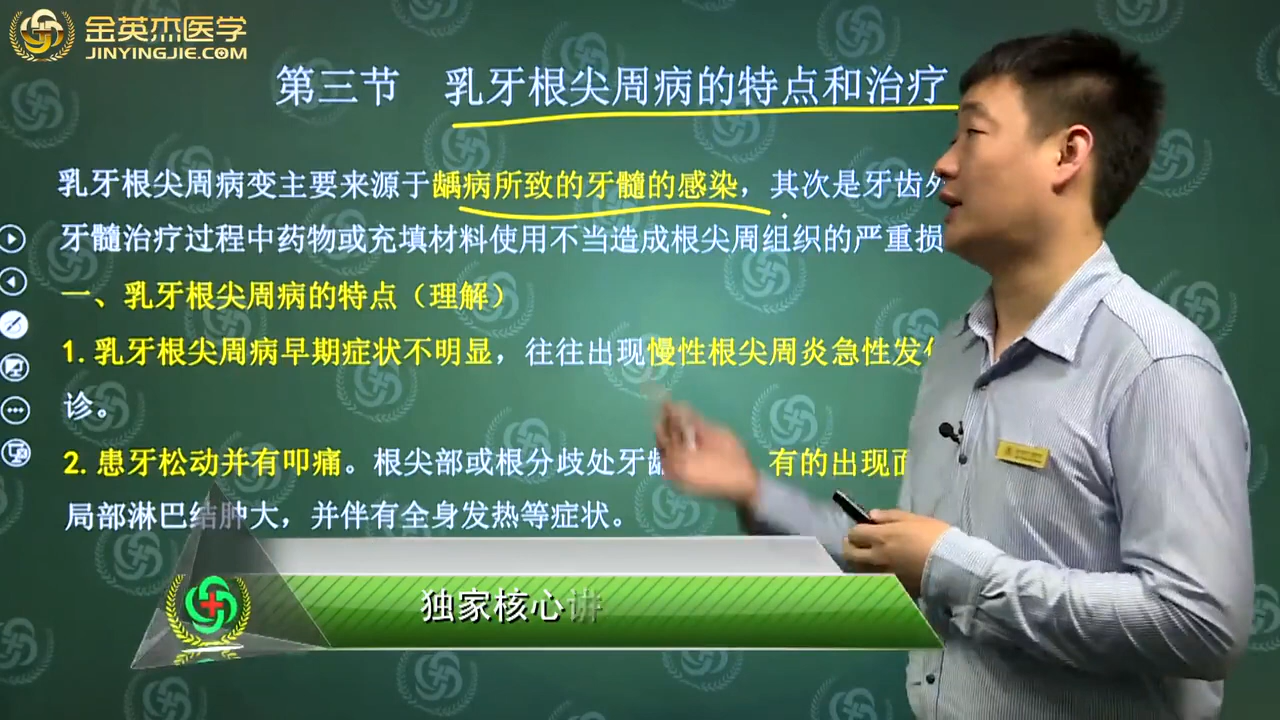 金英杰医学
JINYINGJIE.COM
第三节 乳牙根尖周病的特点和治疗
乳牙根尖周病变主要来源于龋病所致的牙髓的感染，其次是牙齿
牙髓治疗过程中药物或充填材料使用不当造成根尖周组织的严重损
一、乳牙根尖周病的特点（理解）
1. 乳牙根尖周病早期症状不明显，往往出现慢性根尖周炎急性发
诊。
2. 患牙松动并有叩痛。根尖部或根分歧处牙 有的出现
局部淋巴结肿大，并伴有全身发热等症状。
独家核心讲